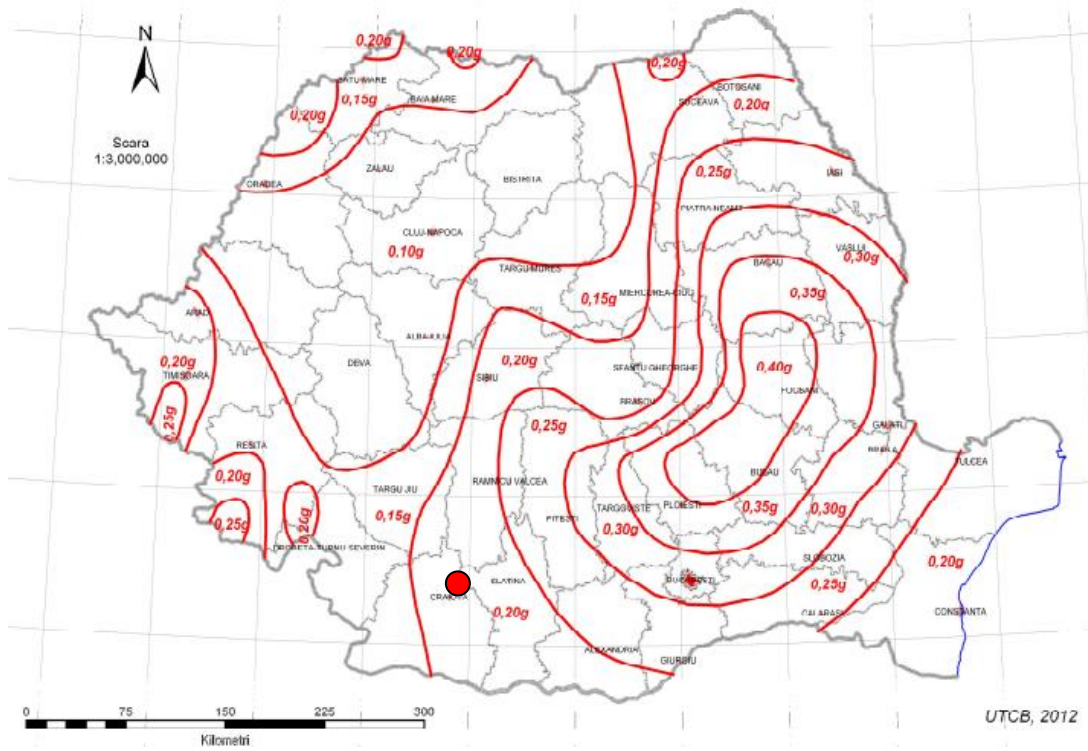 N
0,20g
0,20g
0,20g
BAIA MARE
BOTOSANI
SUCEAVA
0,15g
0,20g
0,20g
Scara
1:3,000,000
ZALAU
BISTRITA
0,25g
IASI
ORADEA
PIATRA-NEAMT
CLUJ-NAPOCA
0,10g
VASLUI
0,30g
BACAU
TARGU-MURES
MIERCUREA-CIUC
0,35g
0,15g
ARAD
ALBA-IULIA
DEVA
0,20g
0,20g
TIMISOARA
SIBIU
SFANTU GHEORGHE
0,40g
FOCSANI
BRASOV
0,25g
0,25g
GALATI
BRAILA
TULCEA
RESITA
0,20g
TARGU JIU
RAMNICU VALCEA
BUZAU
0,15g
PITESTI
PLOIESTI
0,35g
0,30g
0,30g
0,25g
0,20g
DROBETA-TURNU SEVERIN
SLOBOZIA
0,20g
SLATINA
BUCURESTI
0,25g
CRAIOVA
0,20g
CALARASI
CONSTANTA
ALEXANDRIA
GIURGIU
0 75 150 225 300
Kilometri
UTCB, 2012